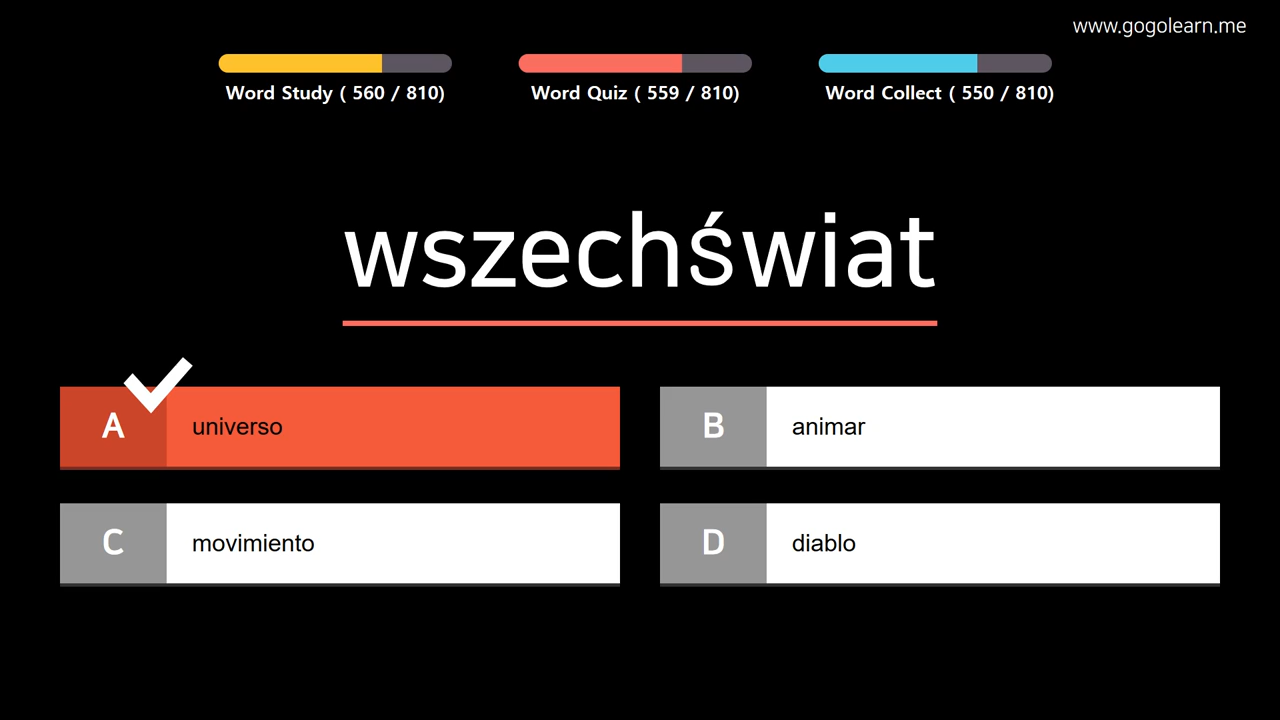 www.gogolearn.me
Word Study ( 560 / 810)
Word Quiz ( 559 / 810)
Word Collect ( 550 / 810)
wszechświat
A universo
B animar
C movimiento
D diablo